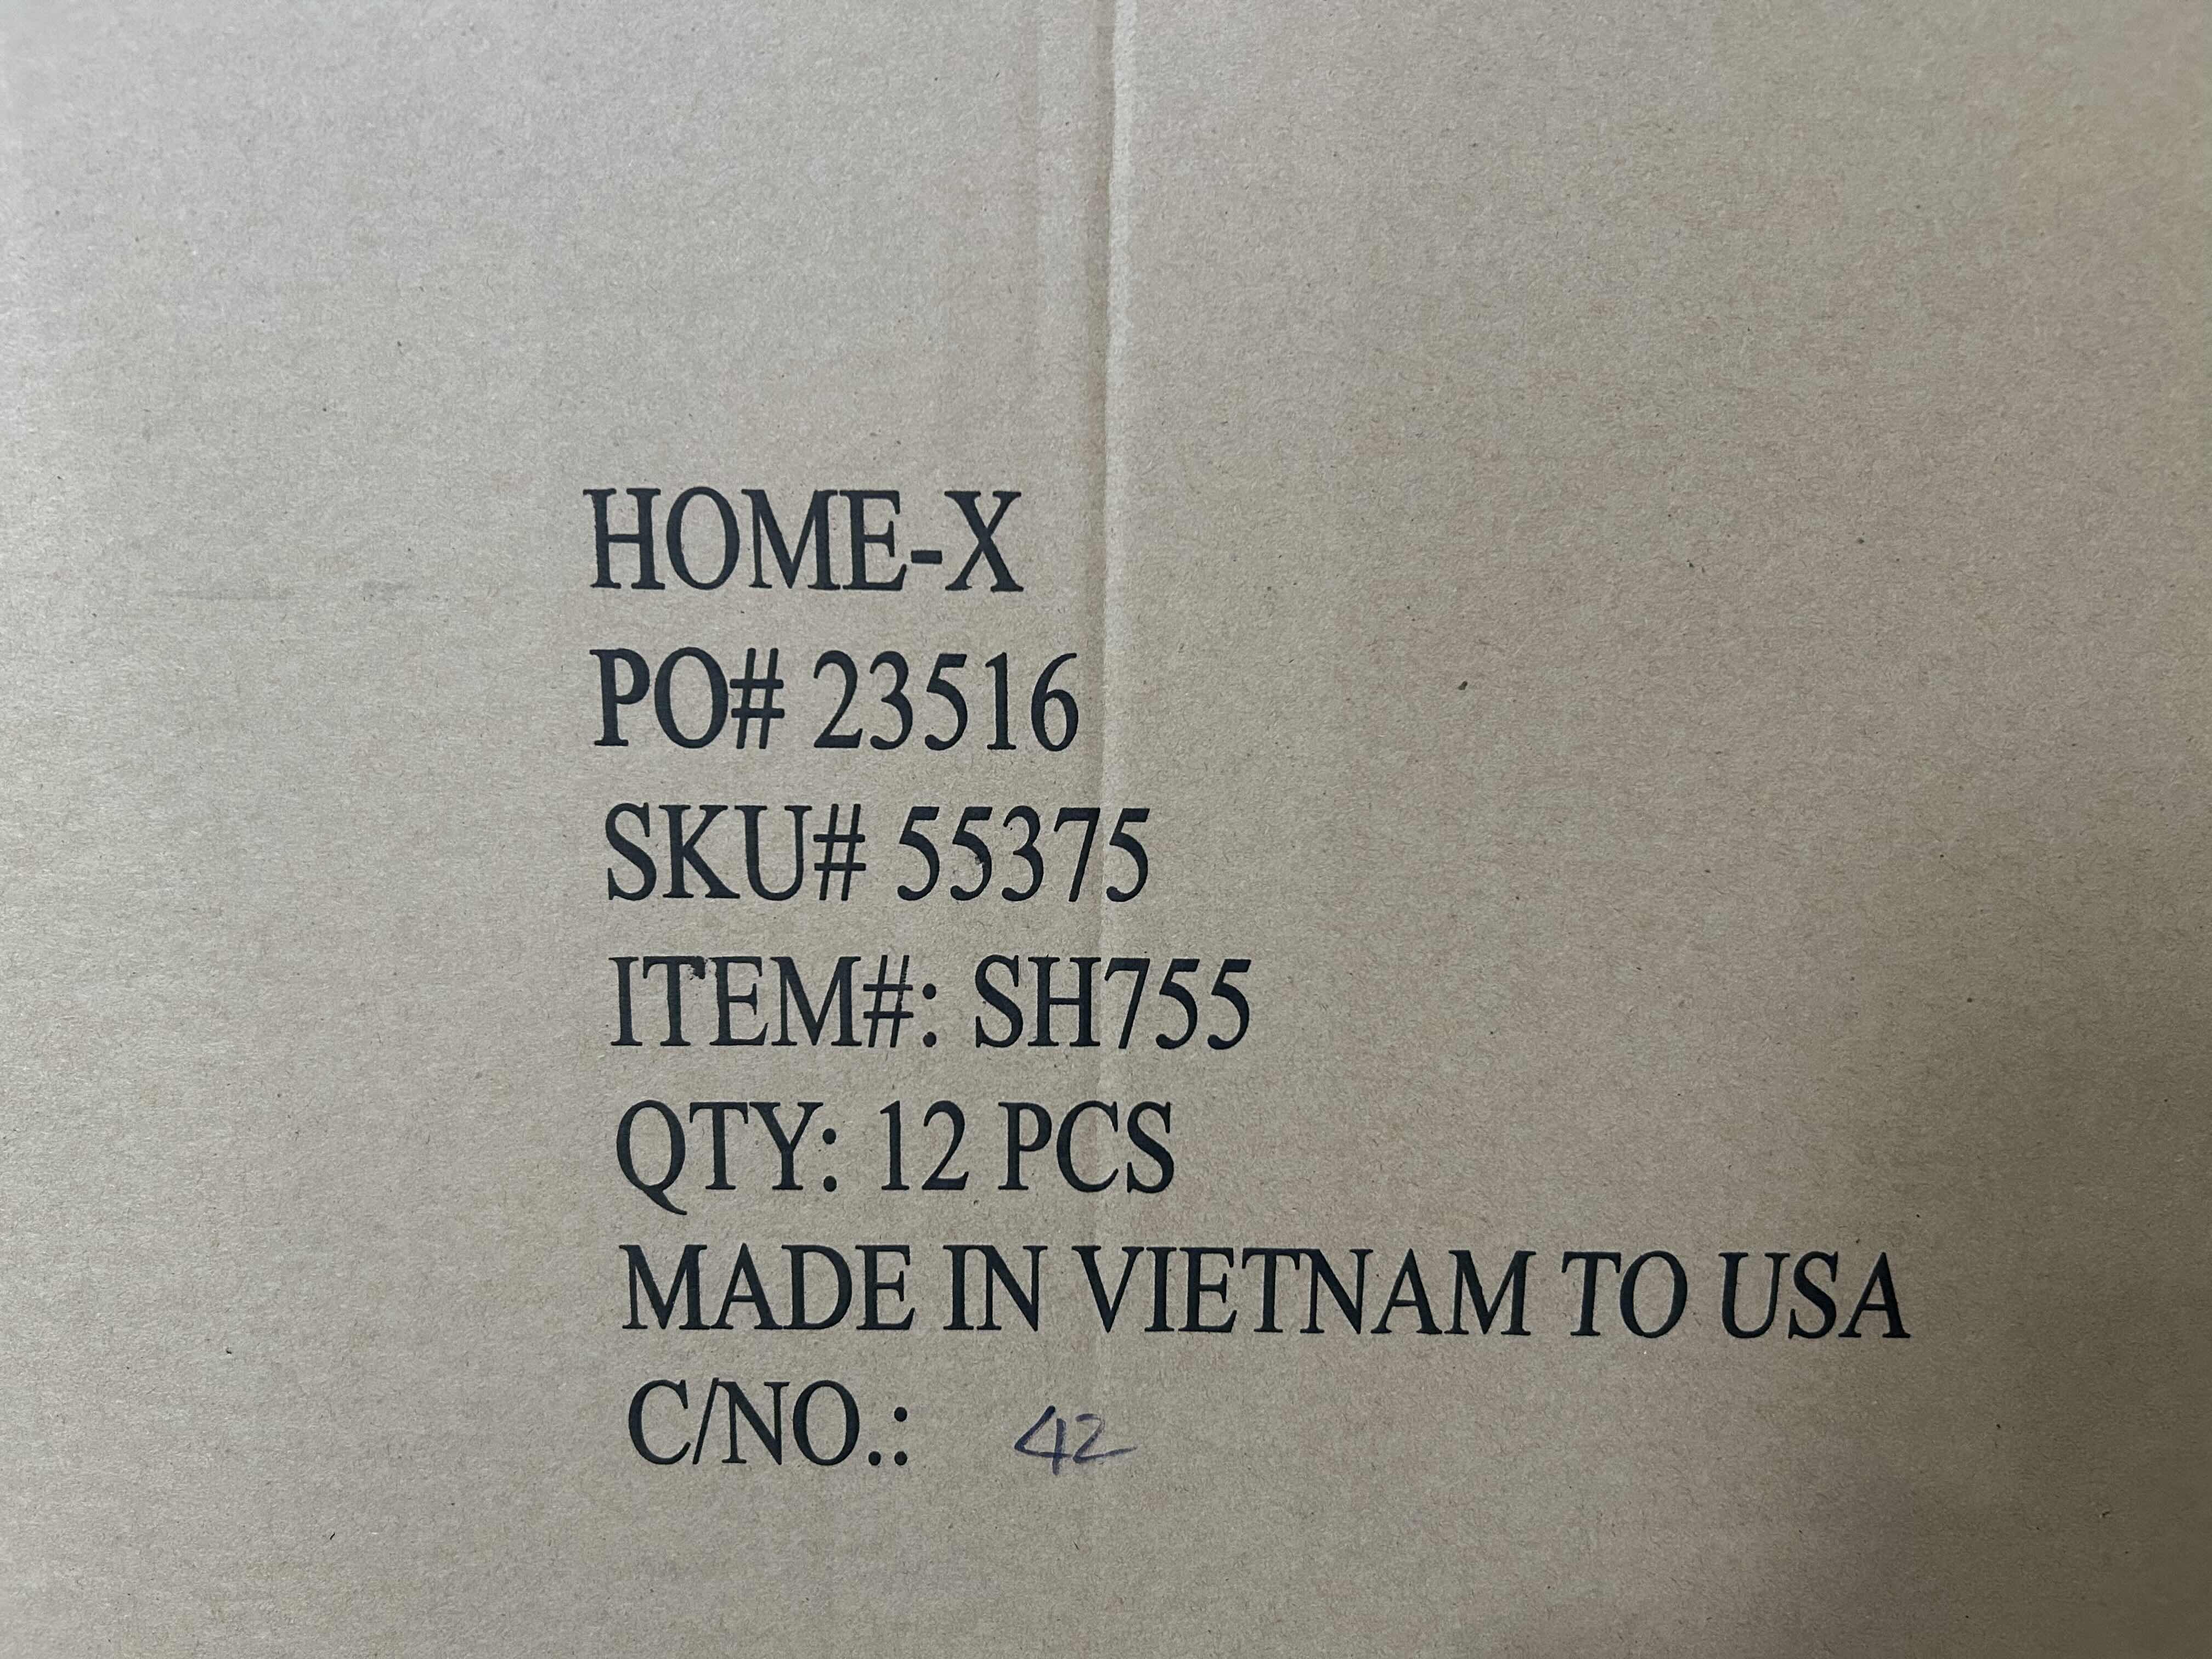 HOME-X
PO# 23516
SKU# 55375
ITEM#: SH755
QTY: 12 PCS
MADE IN VIETNAM TO USA
C/NO.: 42